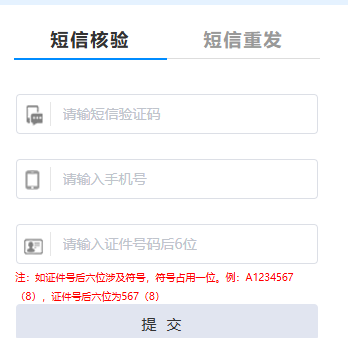 短信核验 短信重发
请输短信验证码
请输入手机号
请输入证件号码后6位
注：如证件号后六位涉及符号，符号占用一位。例：A1234567
（8），证件号后六位为567（8）
提 交